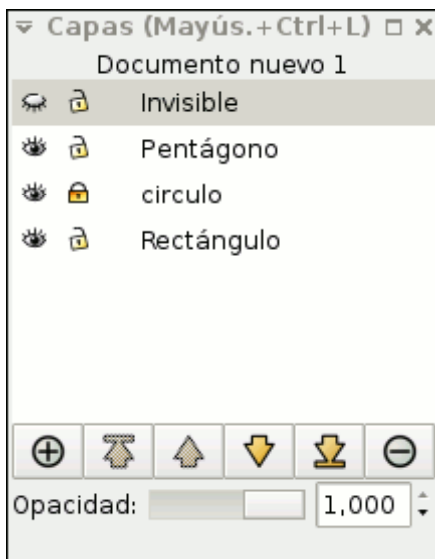 Capas (Mayús.+Ctrl+L)
Documento nuevo 1
Invisible
Pentágono
circulo
Rectángulo
Opacidad: 1,000